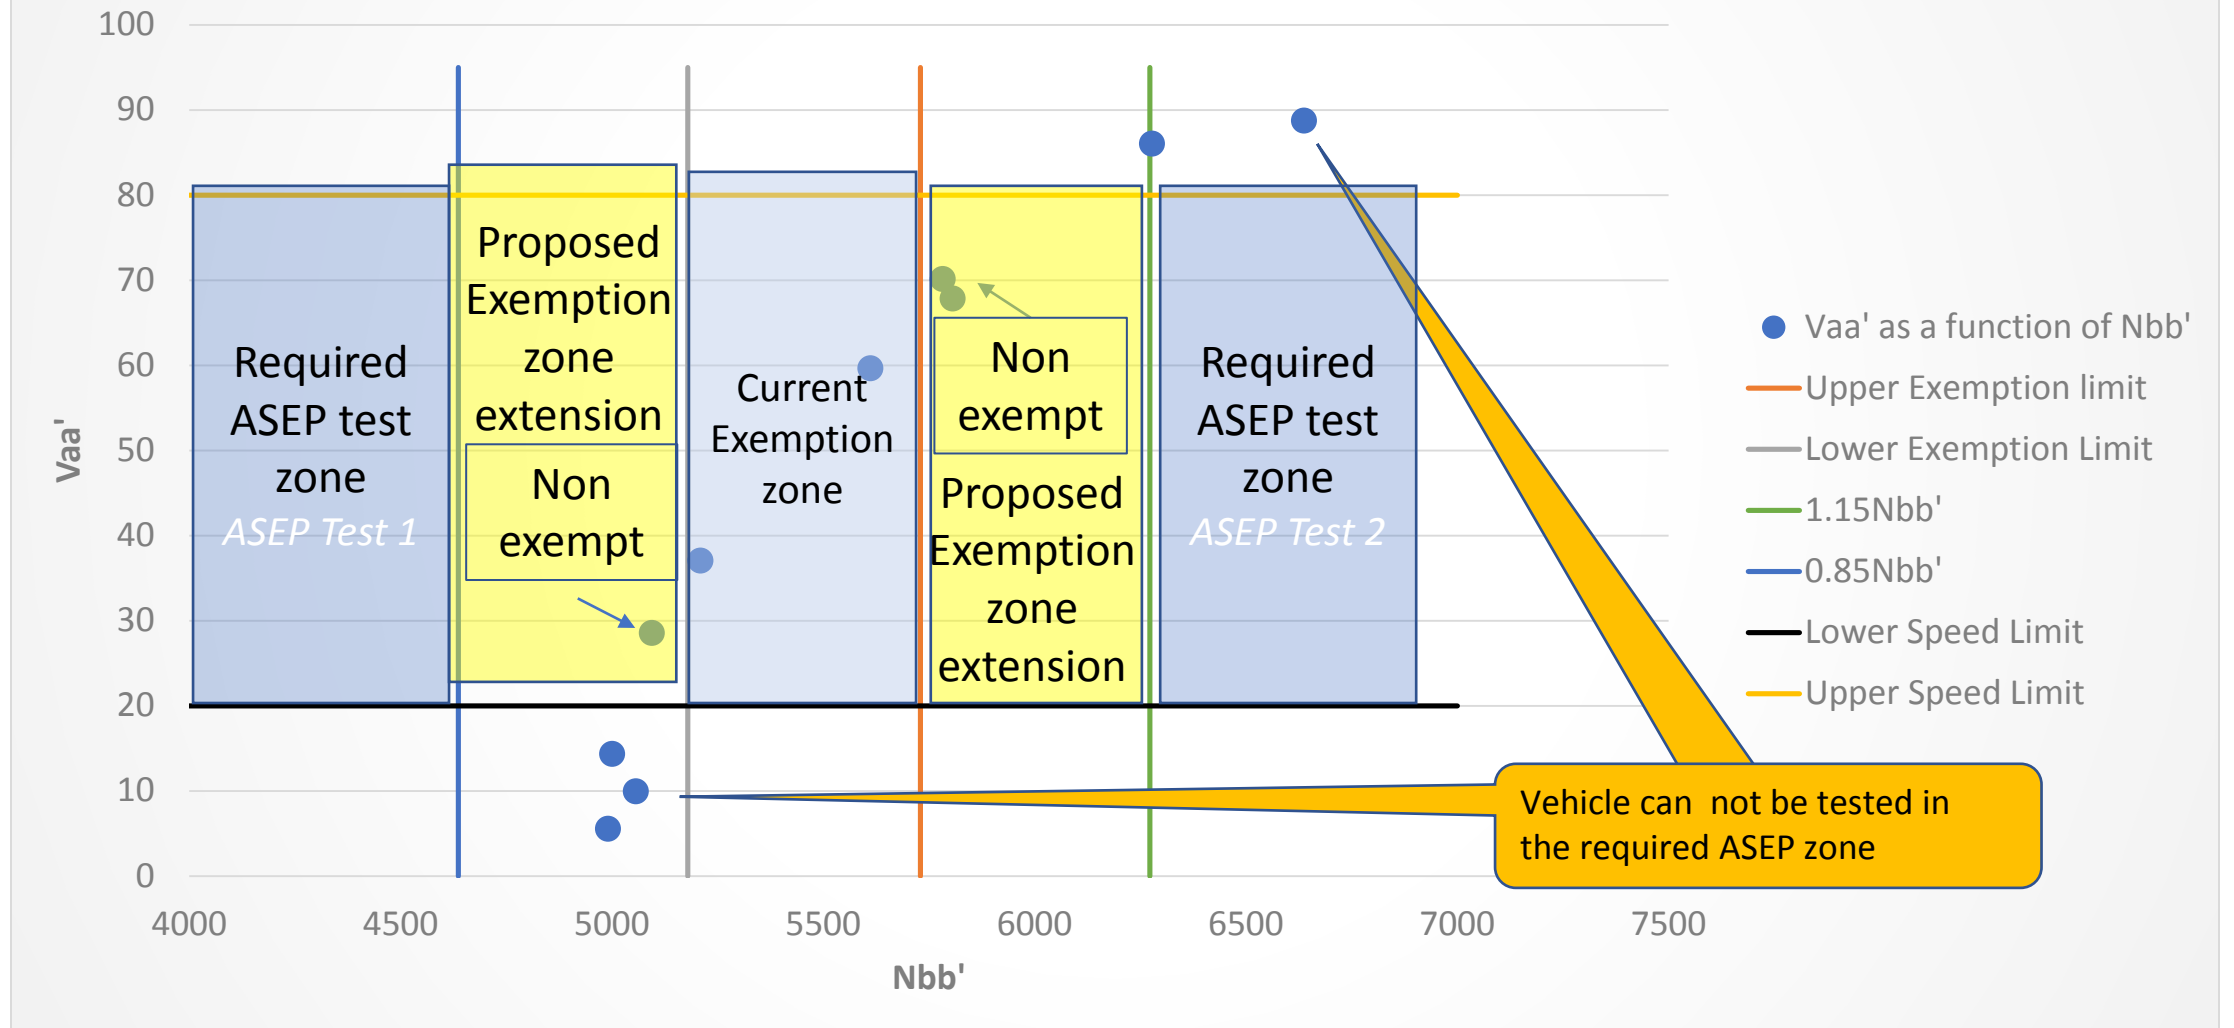 100
90
80
70
60
50
40
30
20
10
0
Vaa'
4000
4500
5000
5500
6000
6500
7000
7500
Nbb'
Required
ASEP test
zone
ASEP Test 1
Proposed
Exemption
zone
extension
Non
exempt
Current
Exemption
zone
Non
exempt
Proposed
Exemption
zone
extension
Required
ASEP test
zone
ASEP Test 2
Vaa' as a function of Nbb'
Upper Exemption limit
Lower Exemption Limit
1.15Nbb'
0.85Nbb'
Lower Speed Limit
Upper Speed Limit
Vehicle can  not be tested in
the required ASEP zone